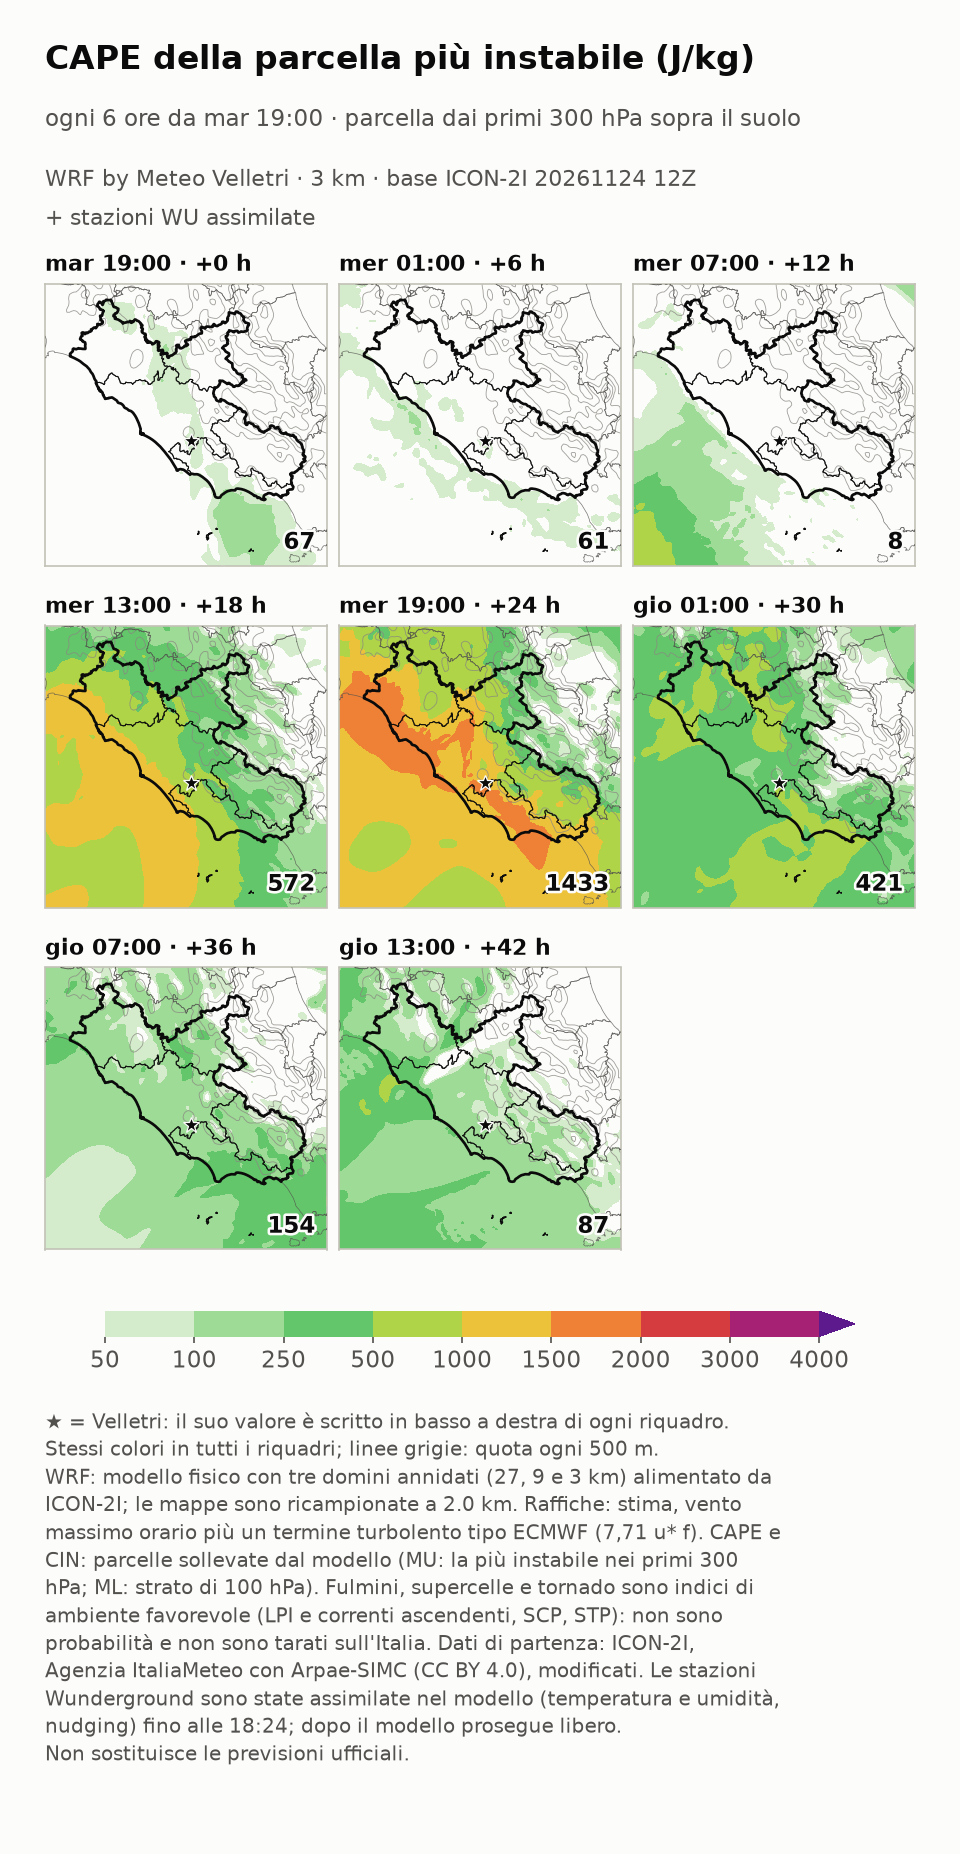 CAPE della parcella più instabile (J/kg)
ogni 6 ore da mar 19:00 · parcella dai primi 300 hPa sopra il suolo
WRF by Meteo Velletri · 3 km · base ICON-2I 20261124 12Z
+ stazioni WU assimilate
mar 19:00 · +0 h
67
mer 01:00 · +6 h
61
mer 07:00 · +12 h
8
mer 13:00 · +18 h
572
mer 19:00 · +24 h
1433
gio 01:00 · +30 h
421
gio 07:00 · +36 h
154
gio 13:00 · +42 h
87
50 100 250 500 1000 1500 2000 3000 4000
★ = Velletri: il suo valore è scritto in basso a destra di ogni riquadro.
Stessi colori in tutti i riquadri; linee grigie: quota ogni 500 m.
WRF: modello fisico con tre domini annidati (27, 9 e 3 km) alimentato da
ICON-2I; le mappe sono ricampionate a 2.0 km. Raffiche: stima, vento
massimo orario più un termine turbolento tipo ECMWF (7,71 u* f). CAPE e
CIN: parcelle sollevate dal modello (MU: la più instabile nei primi 300
hPa; ML: strato di 100 hPa). Fulmini, supercelle e tornado sono indici di
ambiente favorevole (LPI e correnti ascendenti, SCP, STP): non sono
probabilità e non sono tarati sull'Italia. Dati di partenza: ICON-2I,
Agenzia ItaliaMeteo con Arpae-SIMC (CC BY 4.0), modificati. Le stazioni
Wunderground sono state assimilate nel modello (temperatura e umidità,
nudging) fino alle 18:24; dopo il modello prosegue libero.
Non sostituisce le previsioni ufficiali.